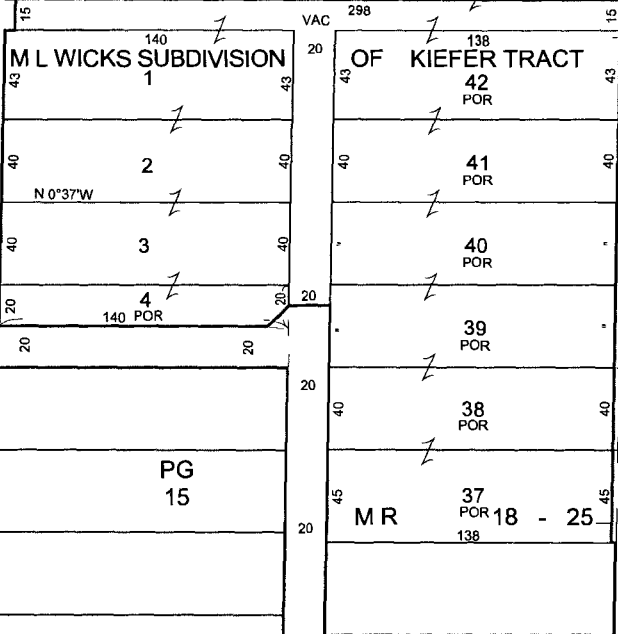 15 VAC 298 15
140 20 138
M L WICKS SUBDIVISION OF KIEFER TRACT
43 1 43 43 42 43
POR
40 2 40 40 41 40
POR
N 0°37'W
40 3 40 " 40 "
POR
20 4 20 20
140 POR
" 39 "
POR
20 20
20
40 38 40
POR
PG
15
45 37 45
M R POR 18 - 25
20 138